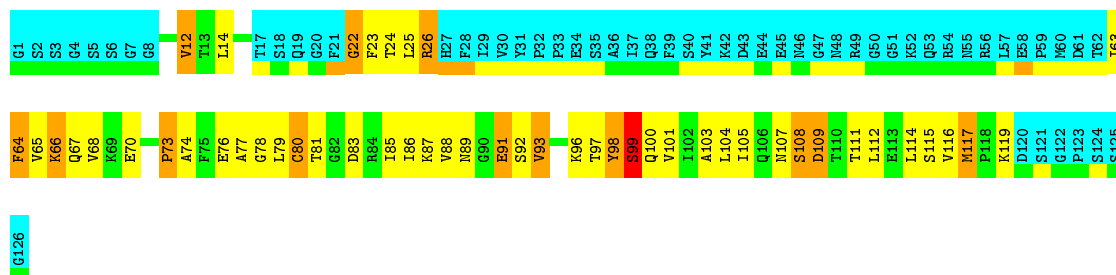 G1 S2 S3 G4 S5 S6 G7 G8 V12 T13 L14 T17 S18 Q19 G20 F21 G22 F23 T24 L25 R26 H27 F28 I29 V30 Y31 P32 P33 E34 S35 A36 I37 Q38 F39 S40 Y41 K42 D43 E44 E45 N46 G47 N48 R49 G50 G51 K52 Q53 R54 N55 R56 L57 E58 P59 M60 D61 T62
F64 V65 K66 Q67 V68 K69 E70 P73 A74 F75 E76 A77 G78 L79 C80 T81 G82 D83 R84 I85 I86 K87 V88 N89 G90 E91 S92 V93 K96 T97 Y98 S99 Q100 V101 I102 A103 L104 I105 Q106 N107 S108 D109 T110 T111 L112 E113 L114 S115 V116 M117 P118 K119 D120 S121 G122 P123 S124
G126